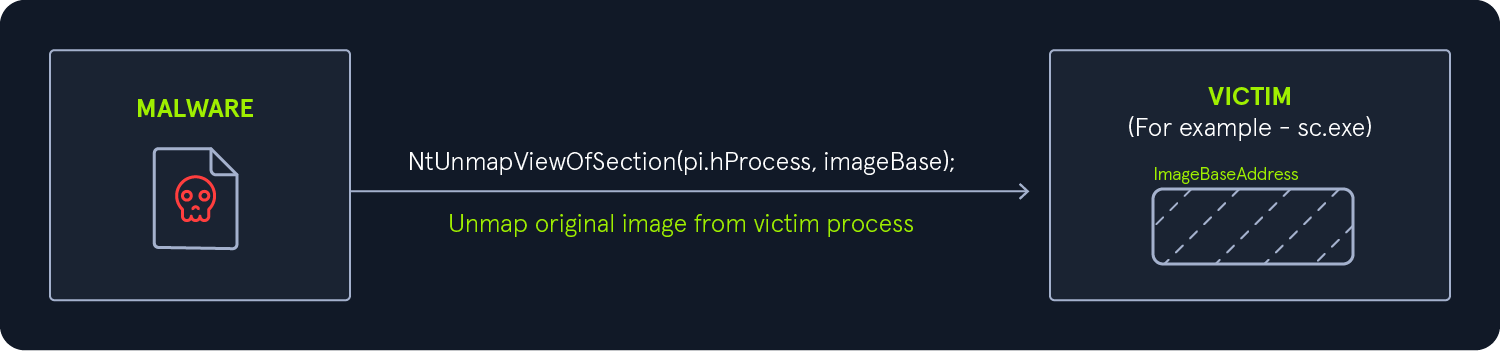 MALWARE
NtUnmapViewOfSection(pi.hProcess, imageBase);
Unmap original image from victim process
VICTIM
(For example - sc.exe)
ImageBaseAddress